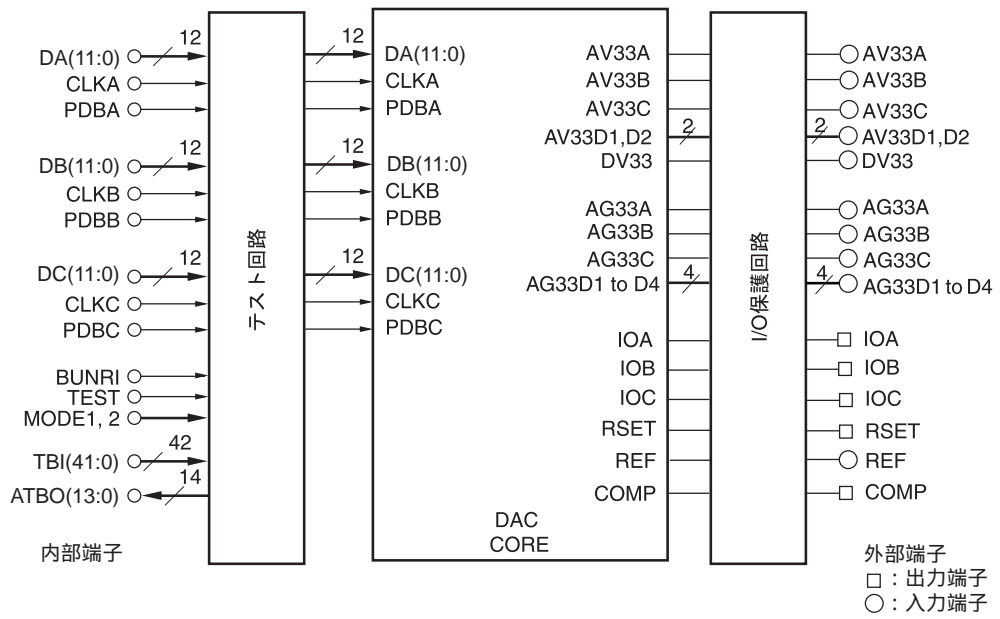 DA(11:0)
12
CLKA
PDBA
DB(11:0)
12
CLKB
PDBB
DC(11:0)
12
CLKC
PDBC
BUNRI
TEST
MODE1, 2
TBI(41:0)
42
ATBO(13:0)
14
内部端子
テスト回路
12
DA(11:0)
CLKA
PDBA
12
DB(11:0)
CLKB
PDBB
12
DC(11:0)
CLKC
PDBC
AV33A
AV33B
AV33C
AV33D1,D2
2
DV33
AG33A
AG33B
AG33C
AG33D1 to D4
4
IOA
IOB
IOC
RSET
REF
COMP
DAC
CORE
I/O保護回路
AV33A
AV33B
AV33C
2
AV33D1,D2
DV33
AG33A
AG33B
AG33C
4
AG33D1 to D4
IOA
IOB
IOC
RSET
REF
COMP
外部端子
：出力端子
：入力端子